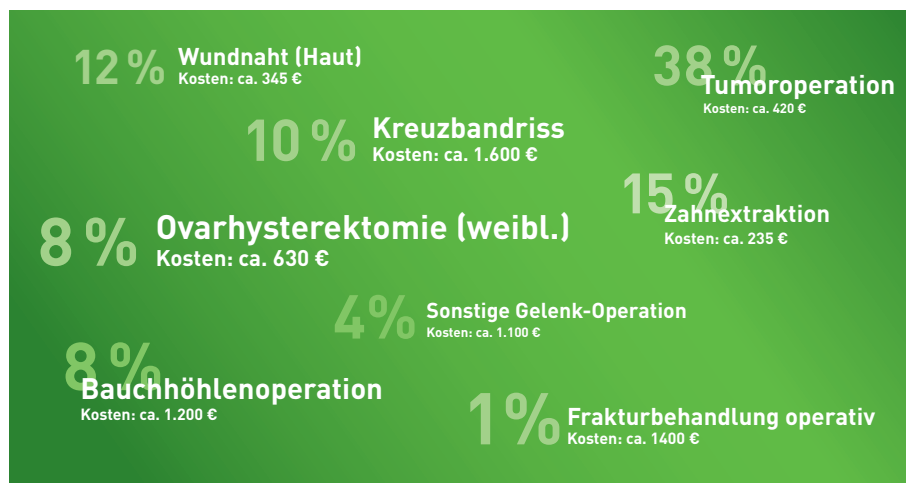 12 % Wundnaht (Haut)
Kosten: ca. 345 €
38 %
Tumoroperation
Kosten: ca. 420 €
10 % Kreuzbandriss
Kosten: ca. 1.600 €
15 %
Zahnextraktion
Kosten: ca. 235 €
8 % Ovarhysterektomie (weibl.)
Kosten: ca. 630 €
4% Sonstige Gelenk-Operation
Kosten: ca. 1.100 €
8 %
Bauchhöhlenoperation
Kosten: ca. 1.200 €
1% Frakturbehandlung operativ
Kosten: ca. 1400 €